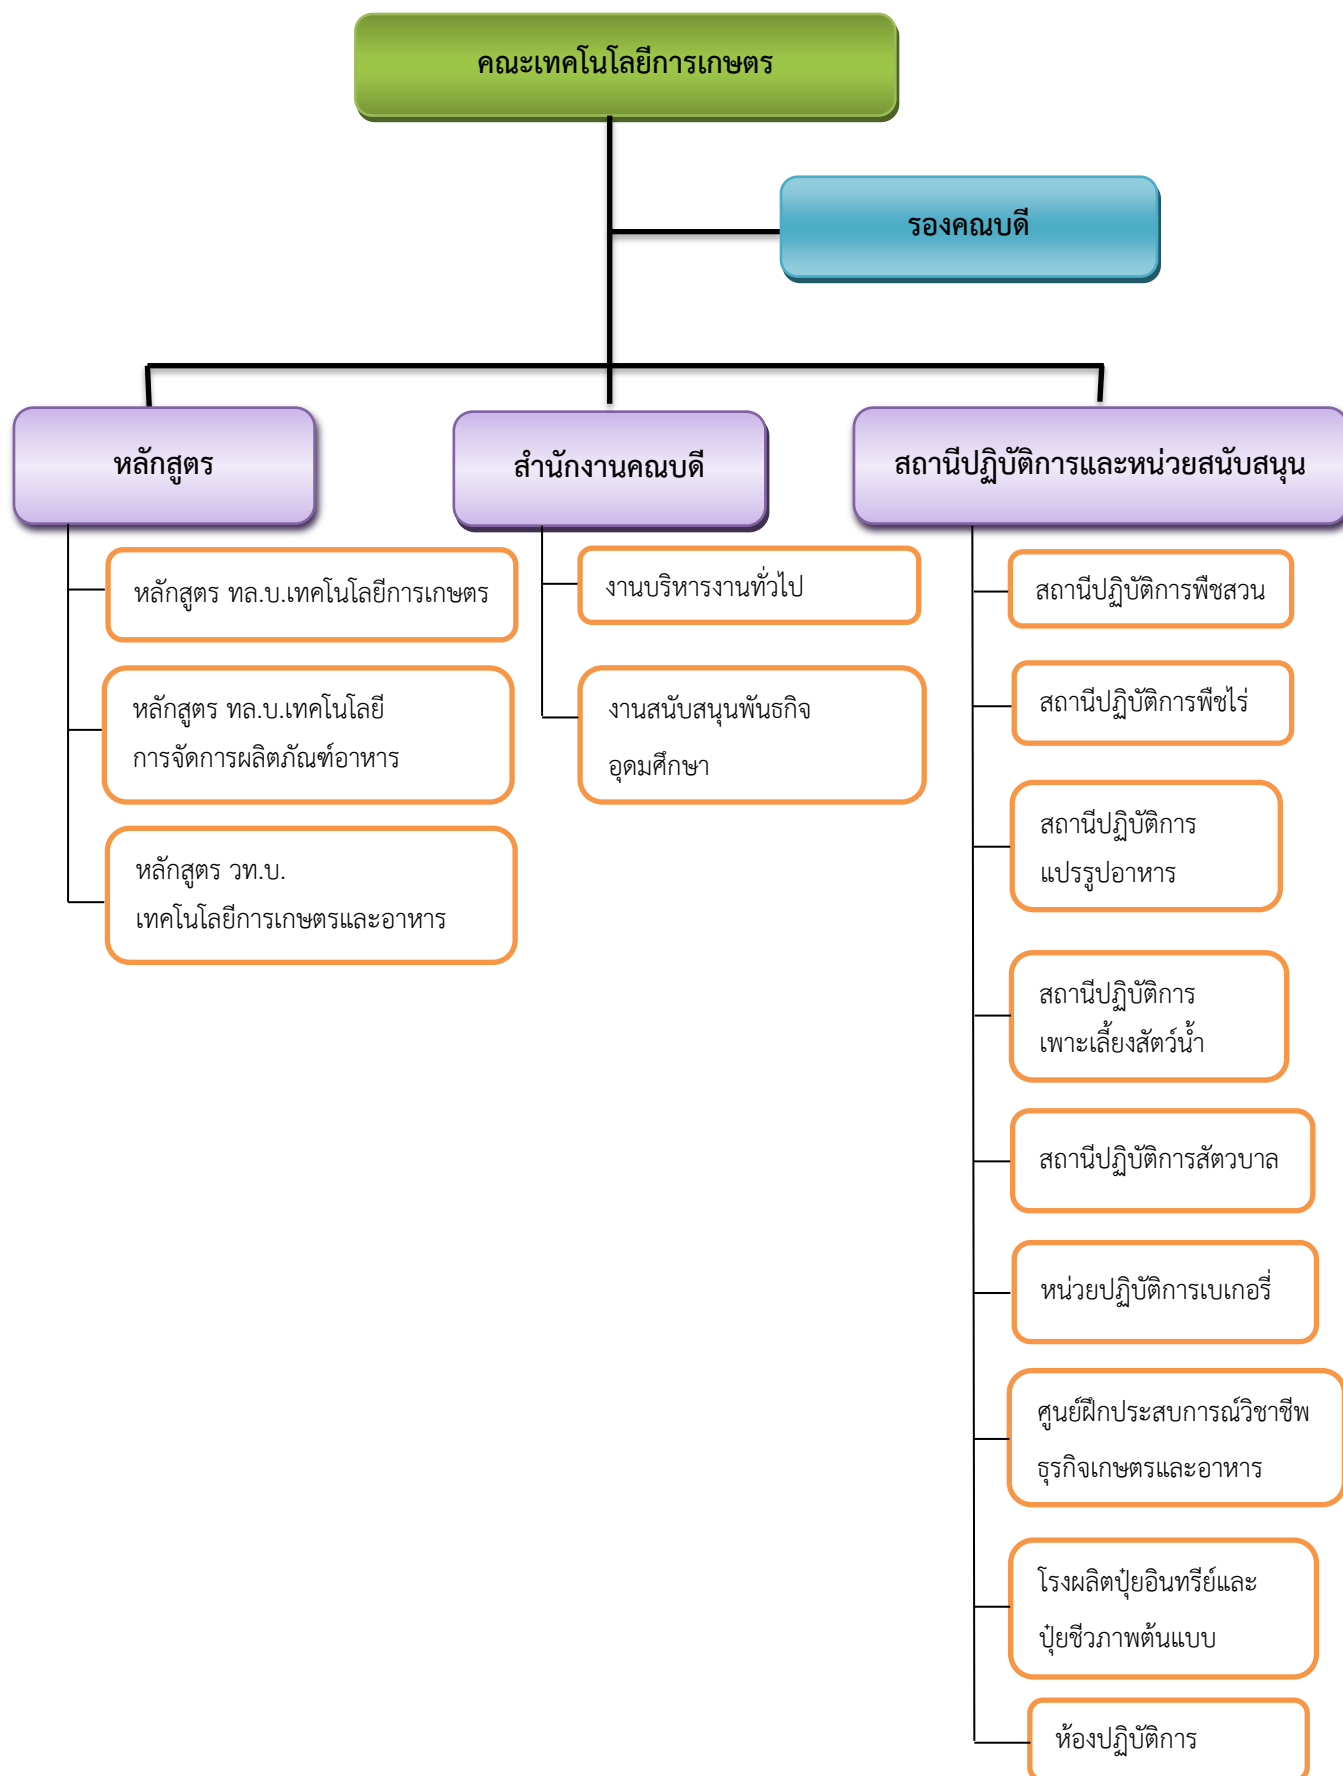 คณะเทคโนโลยีการเกษตร
รองคณบดี
หลักสูตร
สำนักงานคณบดี
สถานีปฏิบัติการและหน่วยสนับสนุน
หลักสูตร ทล.บ.เทคโนโลยีการเกษตร
หลักสูตร ทล.บ.เทคโนโลยี
การจัดการผลิตภัณฑ์อาหาร
หลักสูตร วท.บ.
เทคโนโลยีการเกษตรและอาหาร
งานบริหารงานทั่วไป
งานสนับสนุนพันธกิจ
อุดมศึกษา
สถานีปฏิบัติการพืชสวน
สถานีปฏิบัติการพืชไร่
สถานีปฏิบัติการ
แปรรูปอาหาร
สถานีปฏิบัติการ
เพาะเลี้ยงสัตว์น้ำ
สถานีปฏิบัติการสัตวบาล
หน่วยปฏิบัติการเบเกอรี่
ศูนย์ฝึกประสบการณ์วิชาชีพ
ธุรกิจเกษตรและอาหาร
โรงผลิตปุ๋ยอินทรีย์และ
ปุ๋ยชีวภาพต้นแบบ
ห้องปฏิบัติการ